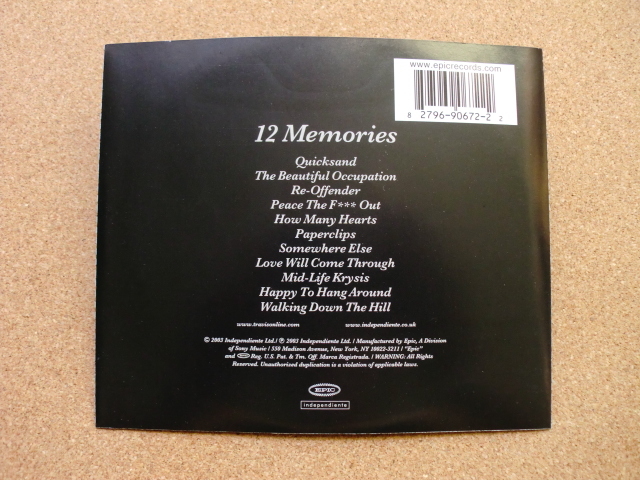 www.epicrecords.com
8 2796-90672-2 2
12 Memories
Quicksand
The Beautiful Occupation
Re-Offender
Peace The F*** Out
How Many Hearts
Paperclips
Somewhere Else
Love Will Come Through
Mid-Life Krysis
Happy To Hang Around
Walking Down The Hill
www.travisonline.com www.independiente.co.uk
© 2003 Independiente Ltd./ ℗ 2003 Independiente Ltd. / Manufactured by Epic, A Division
of Sony Music / 550 Madison Avenue, New York, NY 10022-3211 / "Epic"
and EPIC Reg. U.S. Pat. & Tm. Off. Marca Registrada. / WARNING: All Rights
Reserved. Unauthorized duplication is a violation of applicable laws.
EPIC
independiente